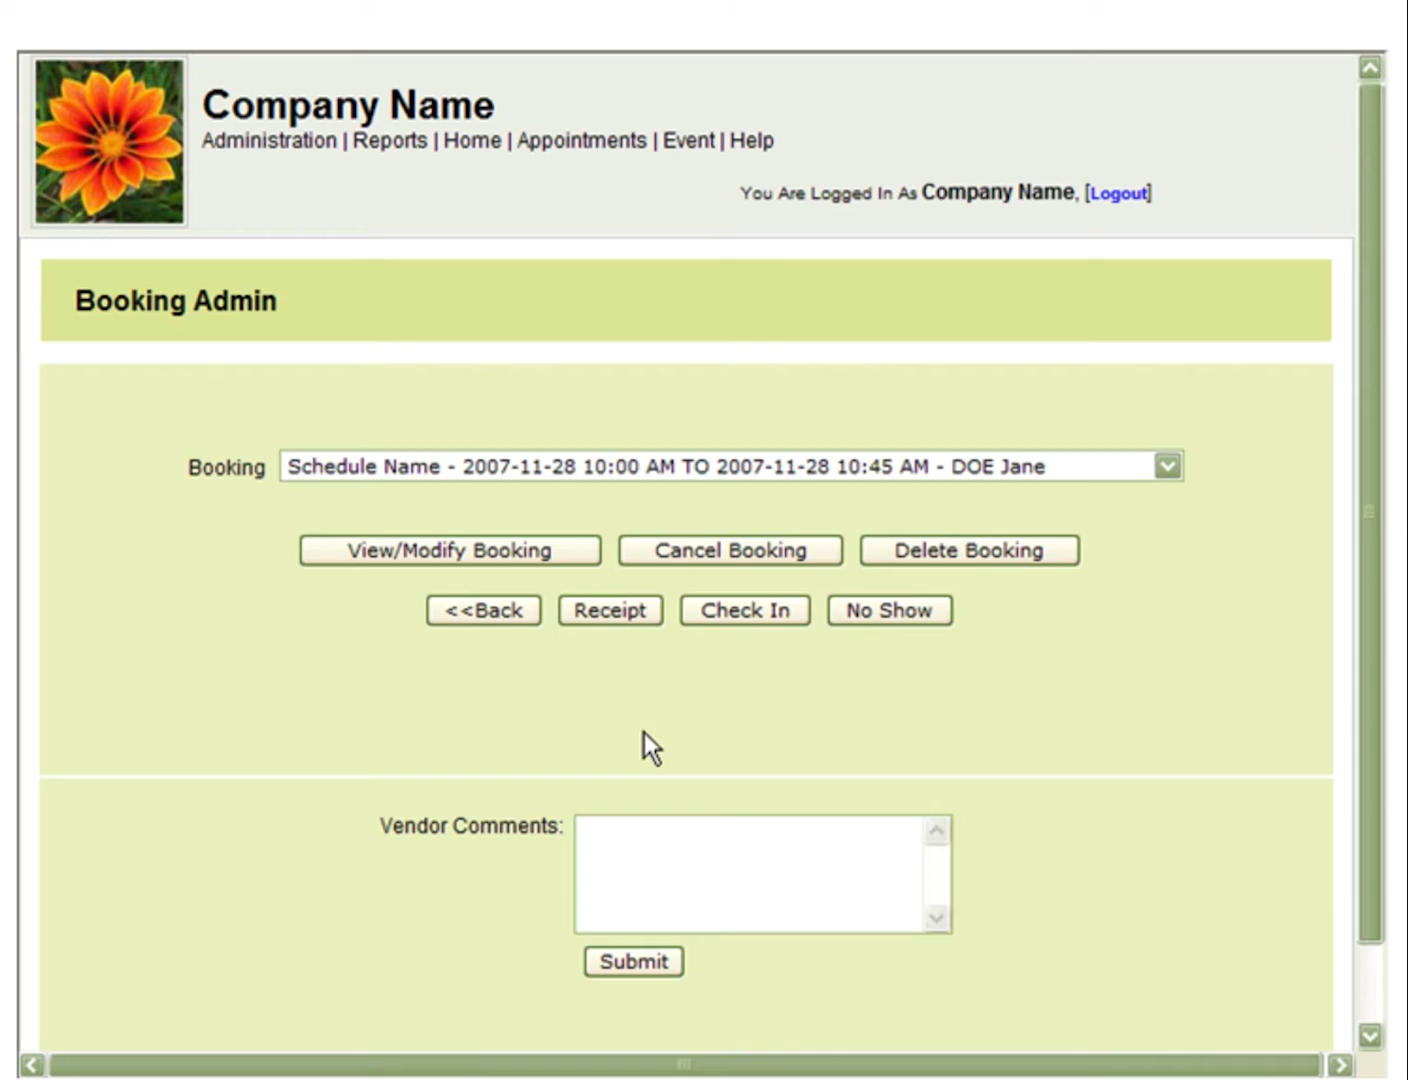 Company Name
Administration | Reports | Home | Appointments | Event | Help
You Are Logged In As Company Name, [Logout]
Booking Admin
Booking Schedule Name - 2007-11-28 10:00 AM TO 2007-11-28 10:45 AM - DOE Jane
View/Modify Booking Cancel Booking Delete Booking
<<Back Receipt Check In No Show
Vendor Comments:
Submit